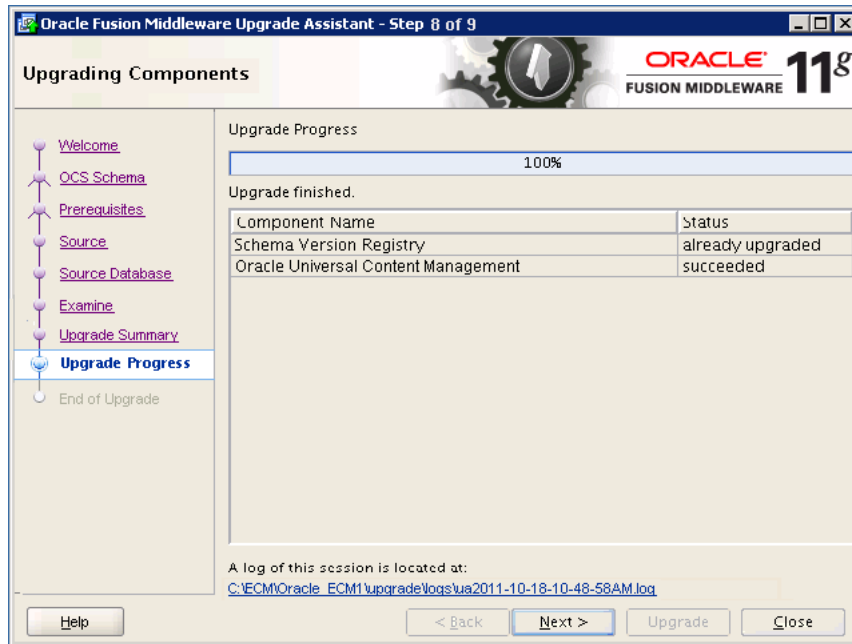 Oracle Fusion Middleware Upgrade Assistant - Step 8 of 9
Upgrading Components
ORACLE
FUSION MIDDLEWARE
11g
Welcome
OCS Schema
Prerequisites
Source
Source Database
Examine
Upgrade Summary
Upgrade Progress
End of Upgrade
Upgrade Progress
100%
Upgrade finished.
Component Name Status
Schema Version Registry already upgraded
Oracle Universal Content Management succeeded
A log of this session is located at:
C:\ECM\Oracle_ECM1\upgrade\logs\ua2011-10-18-10-48-58AM.log
Help < Back Next > Upgrade Close